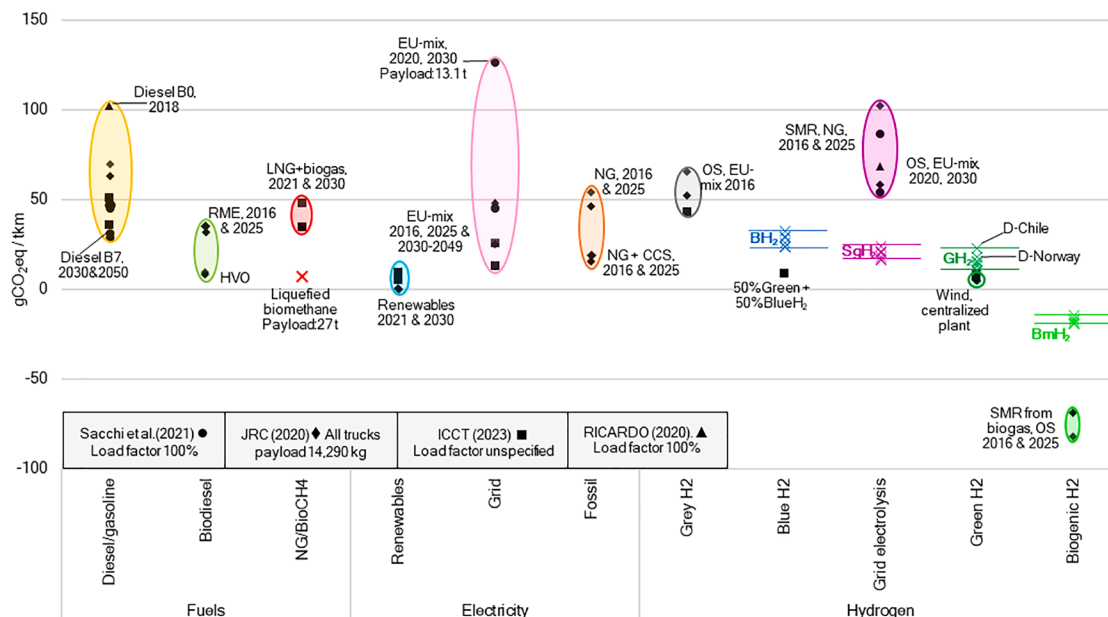 150
100
50
0
-50
-100
gCO₂eq / tkm
Diesel B0,
2018
Diesel B7,
2030&2050
RME, 2016
& 2025
HVO
LNG+biogas,
2021 & 2030
Liquefied
biomethane
Payload:27t
EU-mix
2016, 2025 &
2030-2049
Renewables
2021 & 2030
EU-mix,
2020, 2030
Payload:13.1t
NG, 2016
& 2025
NG+ CCS,
2016 & 2025
OS, EU-
mix 2016
BH₂
50%Green +
50%BlueH₂
SMR, NG,
2016 & 2025
OS, EU-mix,
2020, 2030
SgH₂
D-Chile
D-Norway
GH₂
Wind,
centralized
plant
BmH₂
SMR from
biogas, OS
2016 & 2025
Sacchi et al.(2021) ●
Load factor 100%
JRC (2020) ♦ All trucks
payload 14,290 kg
ICCT (2023) ■
Load factor unspecified
RICARDO (2020). ▲
Load factor 100%
Diesel/gasoline
Biodiesel
NG/BioCH4
Renewables
Grid
Fossil
Grey H2
Blue H2
Grid electrolysis
Green H2
Biogenic H2
Fuels
Electricity
Hydrogen